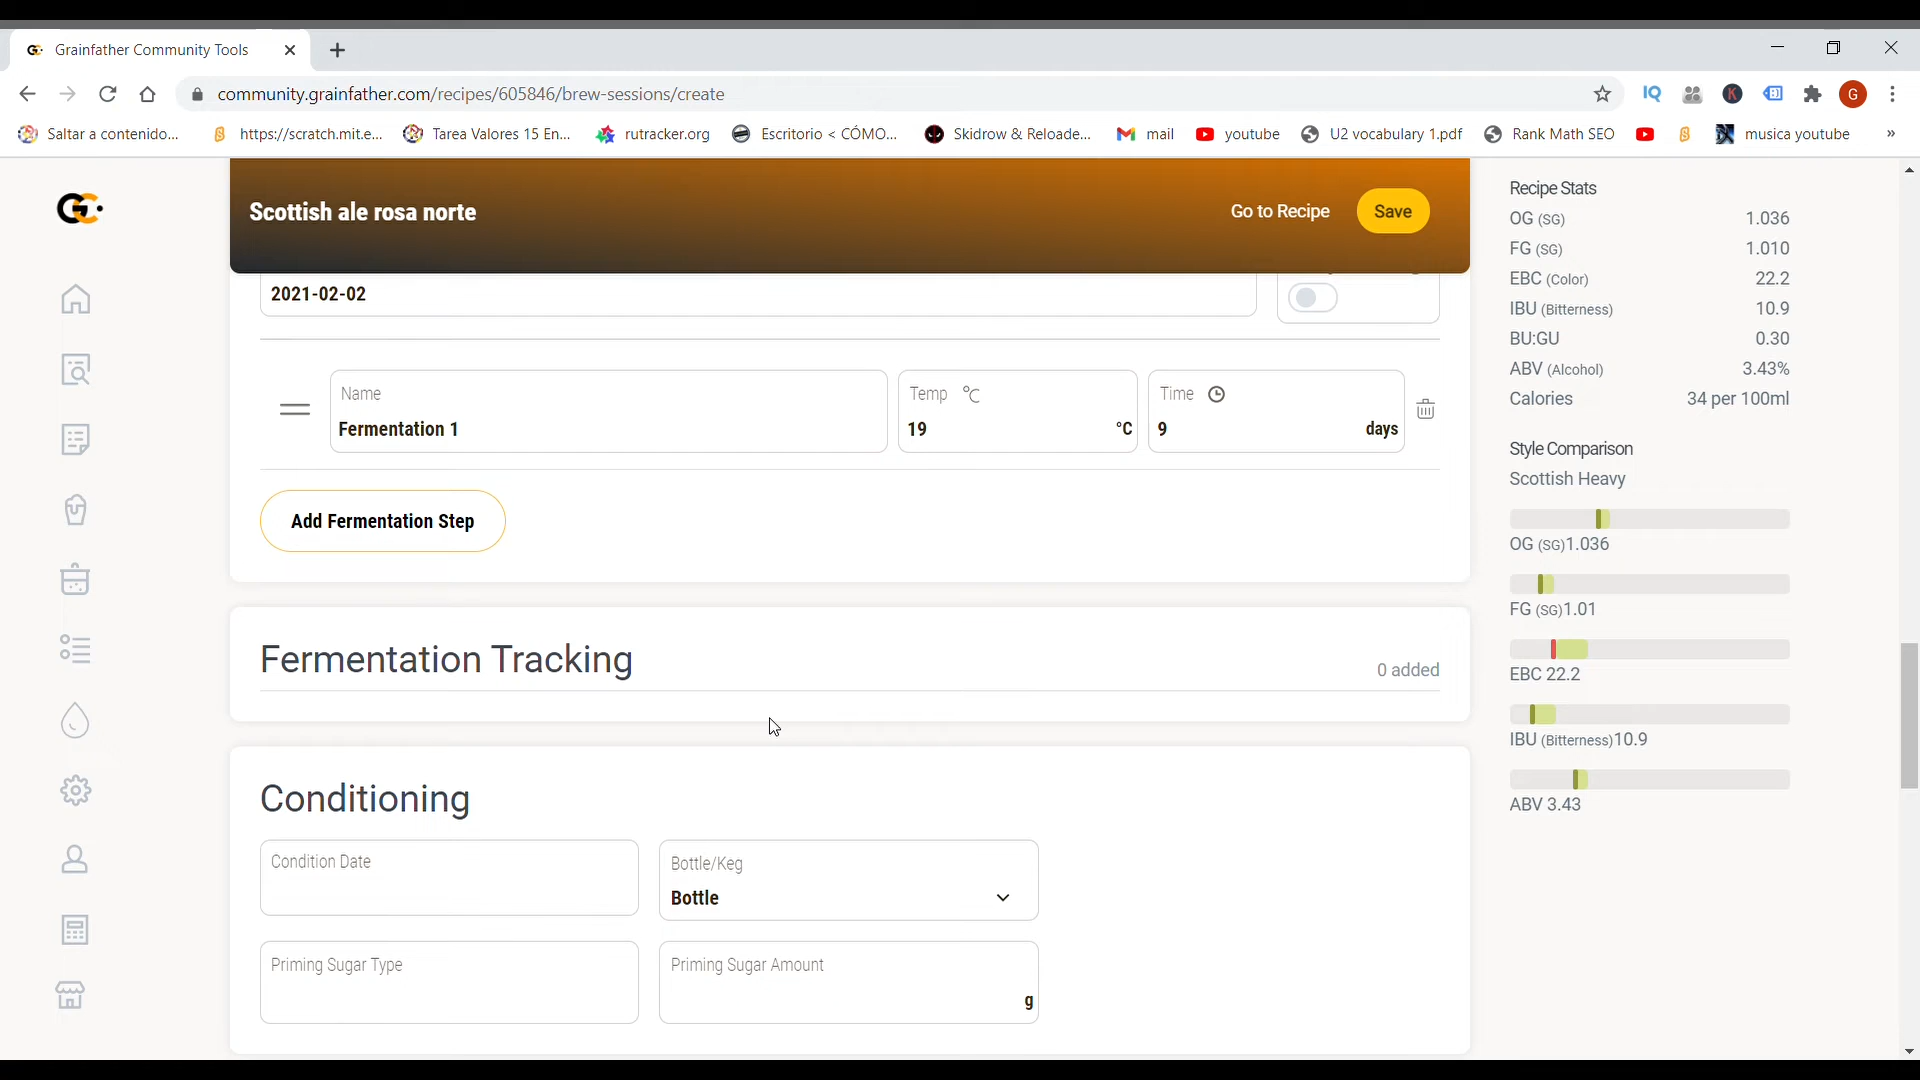 Grainfather Community Tools
community.grainfather.com/recipes/605846/brew-sessions/create
G
Saltar a contenido...
https://scratch.mit.e...
Tarea Valores 15 En...
rutracker.org
Escritorio < CÓMO...
Skidrow & Reloade...
mail
youtube
U2 vocabulary 1.pdf
Rank Math SEO
musica youtube
»
Scottish ale rosa norte
Go to Recipe
Save
2021-02-02
Name
Fermentation 1
Temp °C
19 °C
Time
9 days
Add Fermentation Step
Fermentation Tracking
0 added
Conditioning
Condition Date
Bottle/Keg
Bottle
Priming Sugar Type
Priming Sugar Amount
g
Recipe Stats
OG (SG) 1.036
FG (SG) 1.010
EBC (Color) 22.2
IBU (Bitterness) 10.9
BU:GU 0.30
ABV (Alcohol) 3.43%
Calories 34 per 100ml
Style Comparison
Scottish Heavy
OG (SG)1.036
FG (SG)1.01
EBC 22.2
IBU (Bitterness)10.9
ABV 3.43